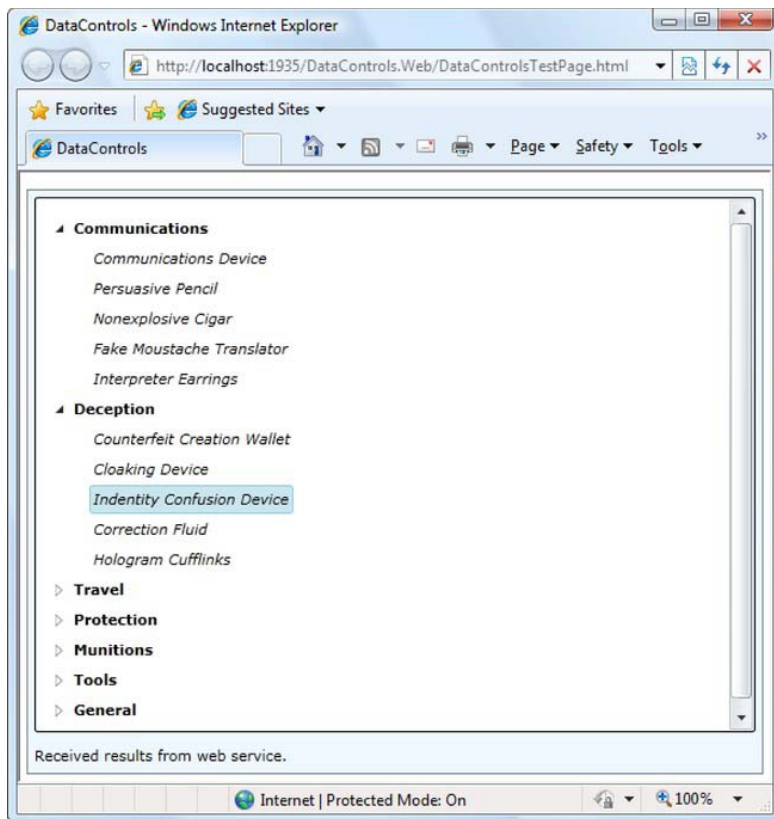 DataControls - Windows Internet Explorer
http://localhost:1935/DataControls.Web/DataControlsTestPage.html
Favorites Suggested Sites
DataControls Page Safety Tools »
Communications
Communications Device
Persuasive Pencil
Nonexplosive Cigar
Fake Moustache Translator
Interpreter Earrings
Deception
Counterfeit Creation Wallet
Cloaking Device
Indentity Confusion Device
Correction Fluid
Hologram Cufflinks
Travel
Protection
Munitions
Tools
General
Received results from web service.
Internet | Protected Mode: On 100%